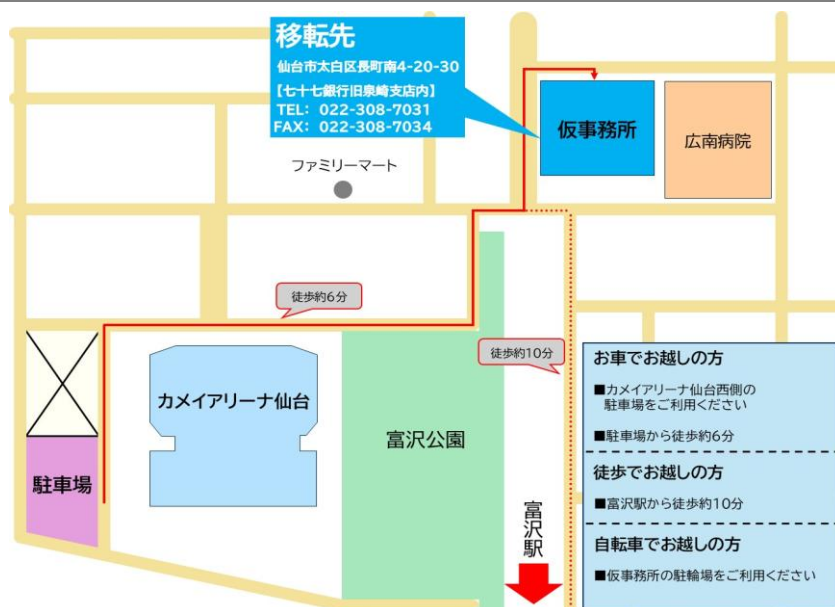 移転先
仙台市太白区長町南4-20-30
【七十七銀行旧泉崎支店内】
TEL: 022-308-7031
FAX: 022-308-7034
仮事務所
広南病院
ファミリーマート
徒歩約6分
徒歩約10分
カメイアリーナ仙台
富沢公園
駐車場
富沢駅
お車でお越しの方
■カメイアリーナ仙台西側の
駐車場をご利用ください
■駐車場から徒歩約6分
徒歩でお越しの方
■富沢駅から徒歩約10分
自転車でお越しの方
■仮事務所の駐輪場をご利用ください